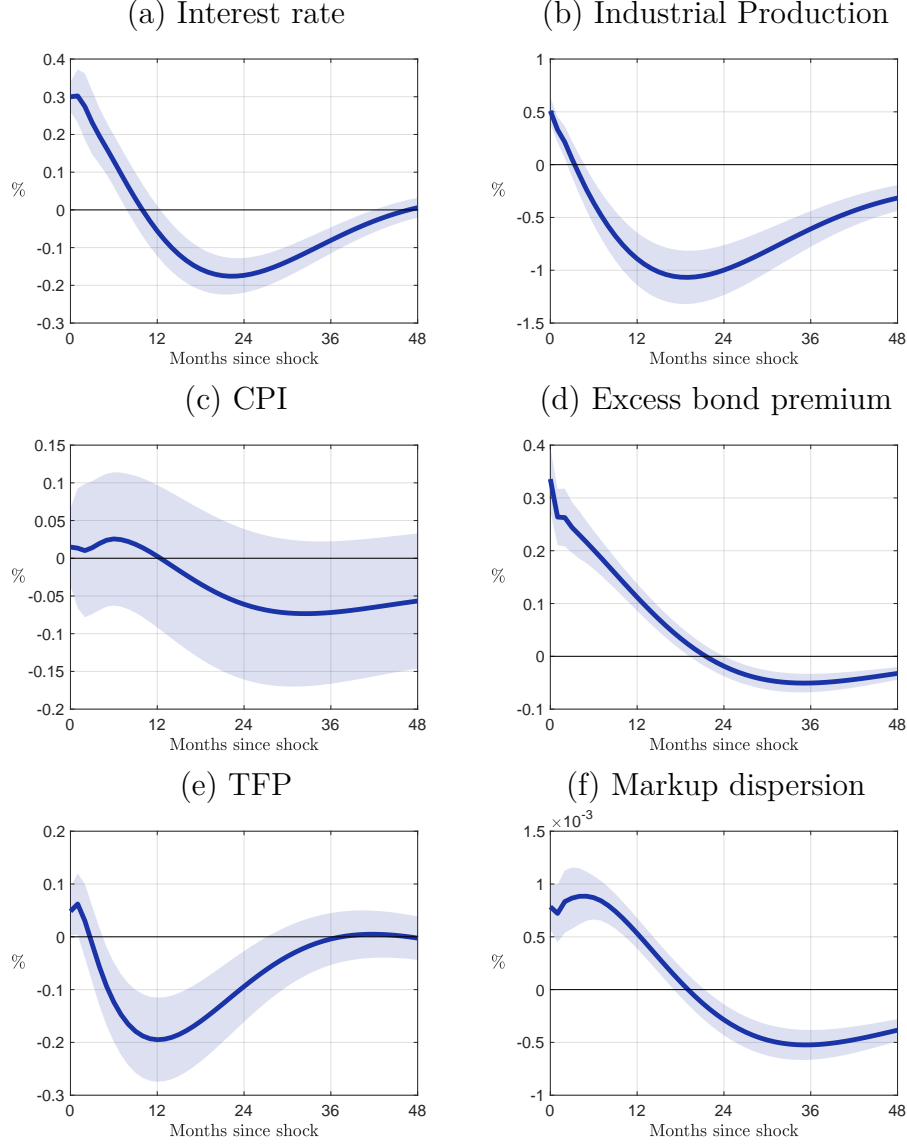 (a) Interest rate
0.4
0.3
0.2
0.1
0
-0.1
-0.2
-0.3
%
0 12 24 36 48
Months since shock
(b) Industrial Production
1
0.5
0
-0.5
-1
-1.5
%
0 12 24 36 48
Months since shock
(c) CPI
0.15
0.1
0.05
0
-0.05
-0.1
-0.15
-0.2
%
0 12 24 36 48
Months since shock
(d) Excess bond premium
0.4
0.3
0.2
0.1
0
-0.1
%
0 12 24 36 48
Months since shock
(e) TFP
0.2
0.1
0
-0.1
-0.2
-0.3
%
0 12 24 36 48
Months since shock
(f) Markup dispersion
×10⁻³
1.5
1
0.5
0
-0.5
-1
%
0 12 24 36 48
Months since shock